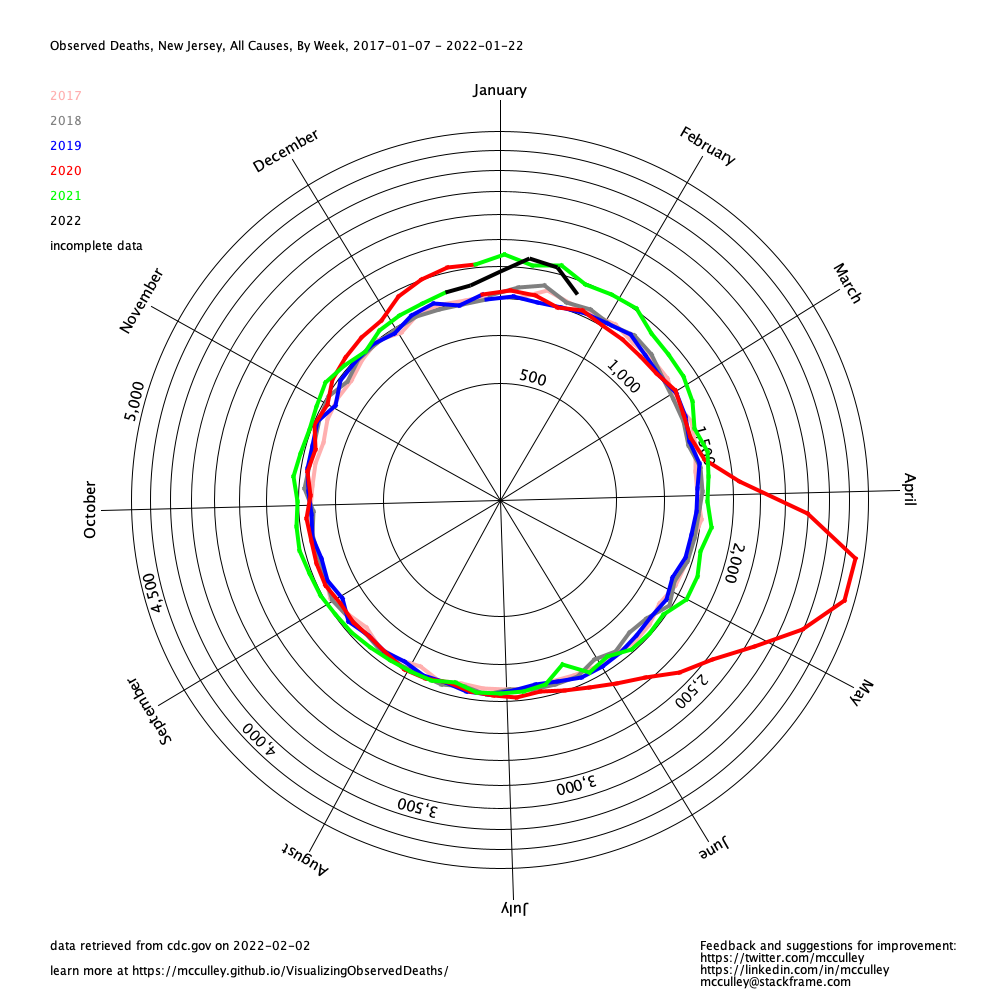 Observed Deaths, New Jersey, All Causes, By Week, 2017-01-07 - 2022-01-22
2017
2018
2019
2020
2021
2022
incomplete data
January
February
March
April
May
June
July
August
September
October
November
December
500
1,000
1,500
2,000
2,500
3,000
3,500
4,000
4,500
5,000
data retrieved from cdc.gov on 2022-02-02
learn more at https://mcculley.github.io/VisualizingObservedDeaths/
Feedback and suggestions for improvement:
https://twitter.com/mcculley
https://linkedin.com/in/mcculley
mcculley@stackframe.com